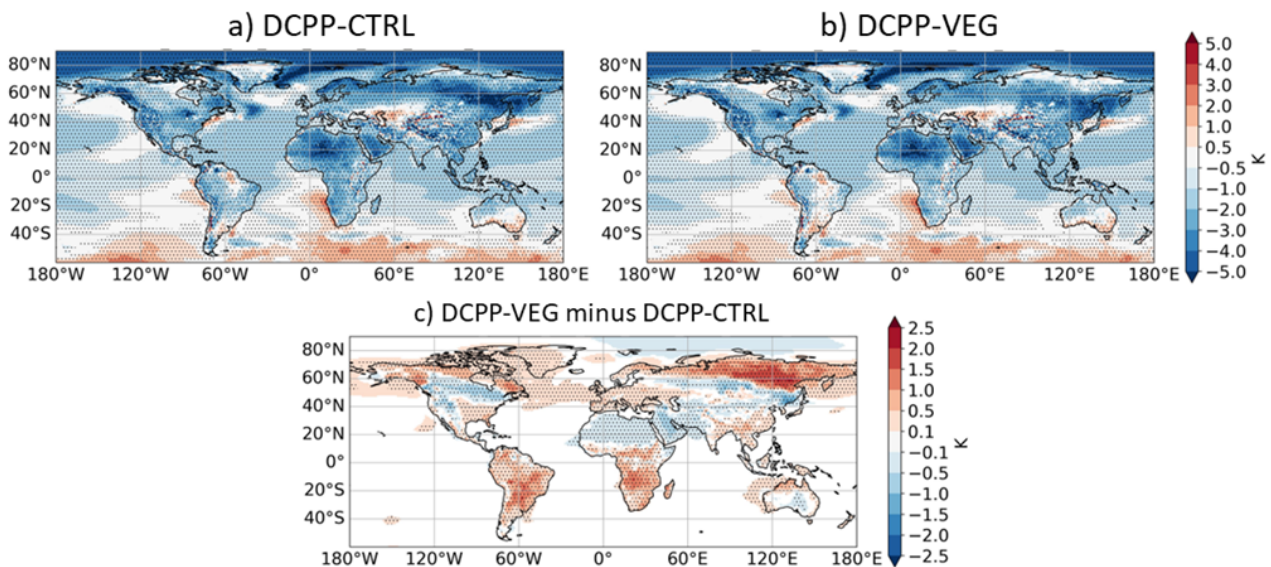 a) DCPP-CTRL
b) DCPP-VEG
80°N
60°N
40°N
20°N
0°
20°S
40°S
180°W 120°W 60°W 0° 60°E 120°E 180°E
80°N
60°N
40°N
20°N
0°
20°S
40°S
180°W 120°W 60°W 0° 60°E 120°E 180°E
5.0
4.0
3.0
2.0
1.0
0.5
−0.5
−1.0
−2.0
−3.0
−4.0
−5.0
K
c) DCPP-VEG minus DCPP-CTRL
80°N
60°N
40°N
20°N
0°
20°S
40°S
180°W 120°W 60°W 0° 60°E 120°E 180°E
2.5
2.0
1.5
1.0
0.5
0.1
−0.1
−0.5
−1.0
−1.5
−2.0
−2.5
K